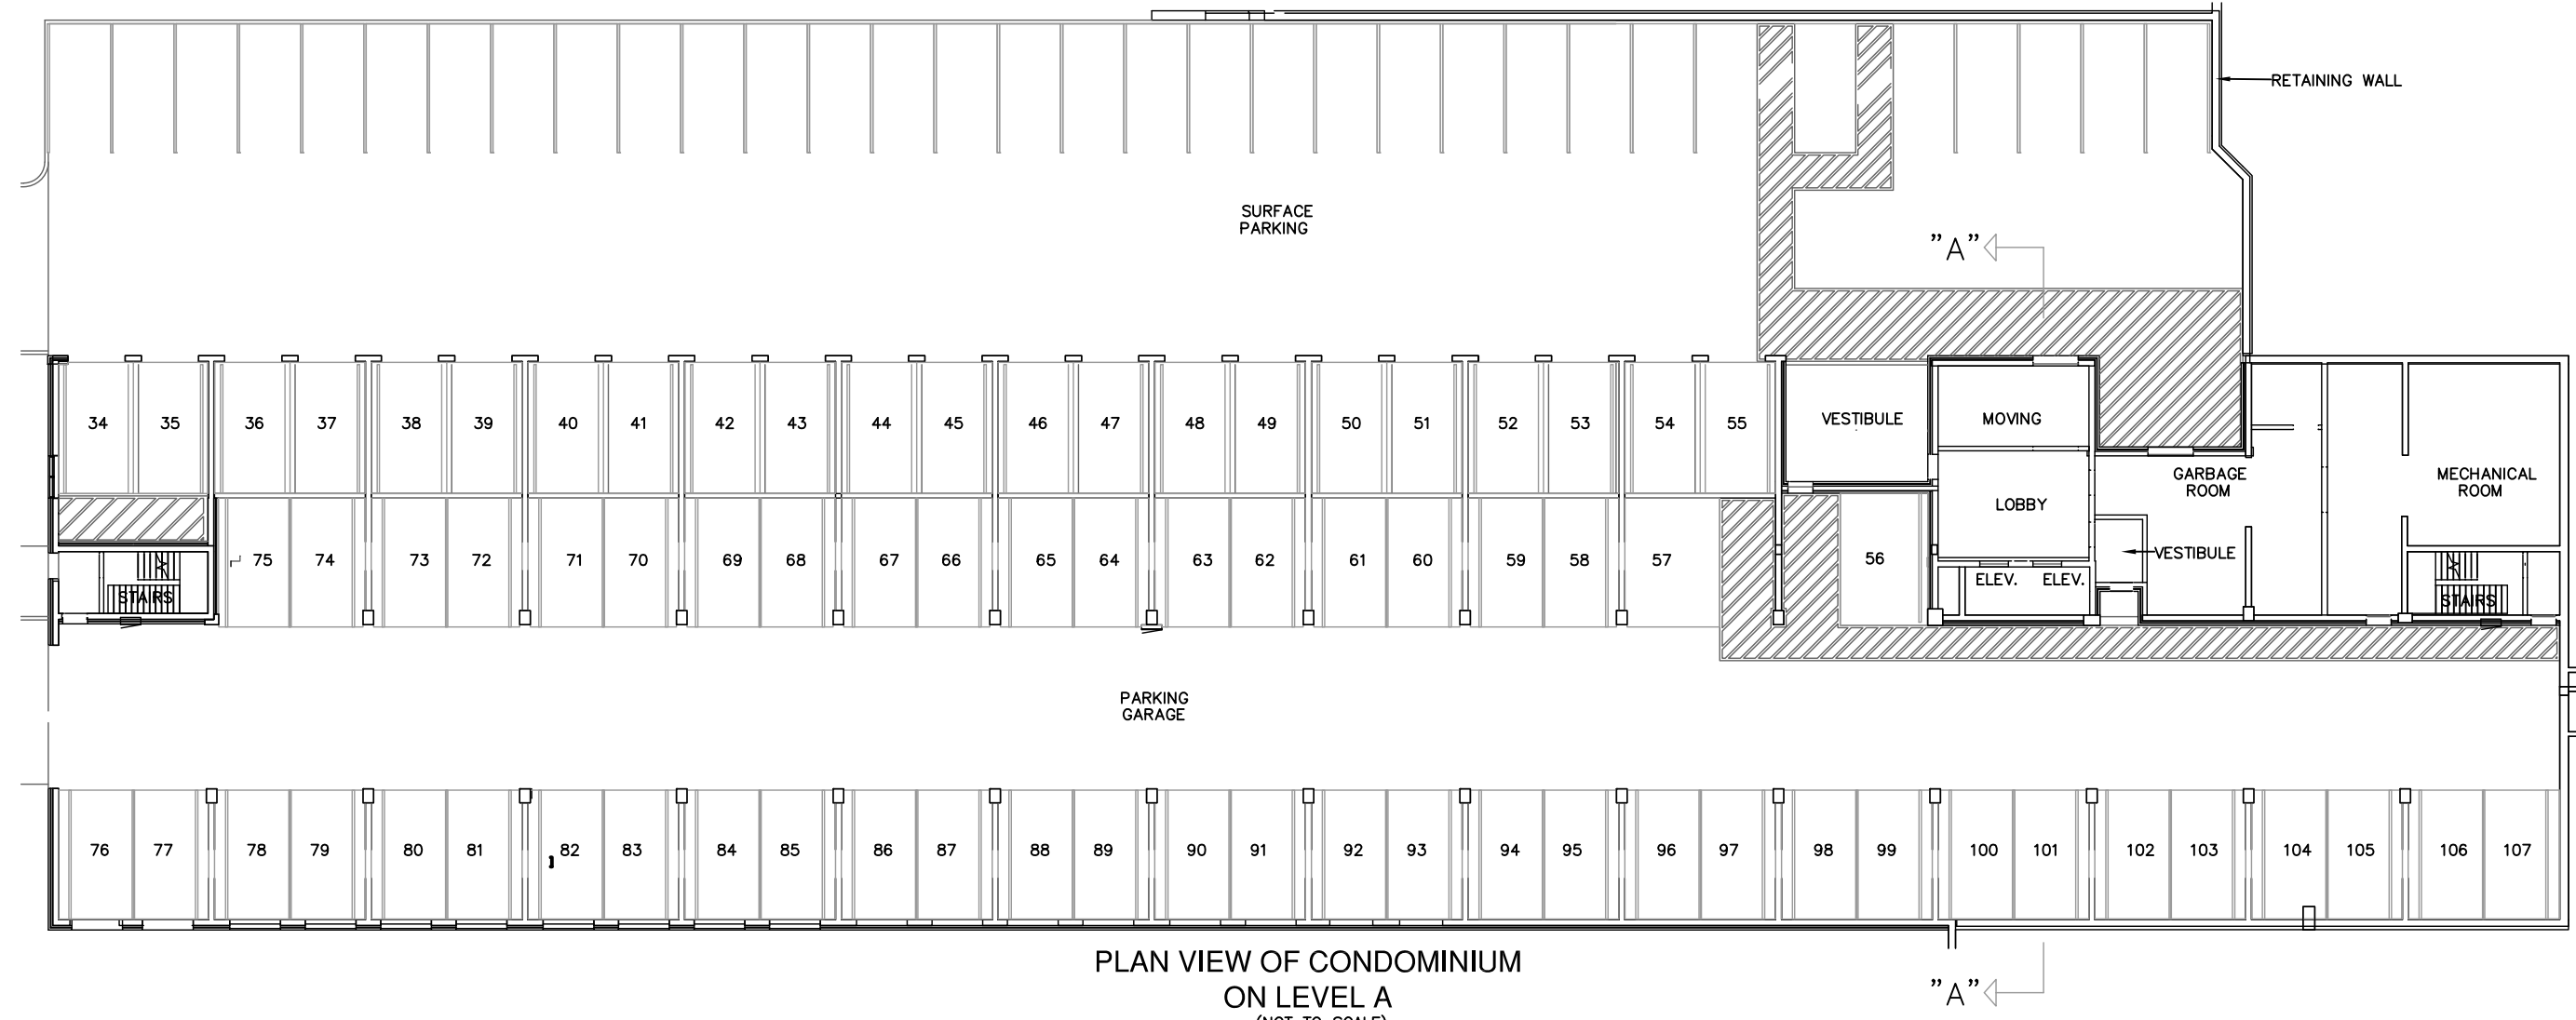 RETAINING WALL
SURFACE
PARKING
"A"
34 35 36 37 38 39 40 41 42 43 44 45 46 47 48 49 50 51 52 53 54 55 VESTIBULE MOVING
GARBAGE
ROOM
MECHANICAL
ROOM
LOBBY
75 74 73 72 71 70 69 68 67 66 65 64 63 62 61 60 59 58 57 56 VESTIBULE
ELEV. ELEV.
STAIRS STAIRS
PARKING
GARAGE
76 77 78 79 80 81 82 83 84 85 86 87 88 89 90 91 92 93 94 95 96 97 98 99 100 101 102 103 104 105 106 107
PLAN VIEW OF CONDOMINIUM
ON LEVEL A
"A"
(NOT TO SCALE)